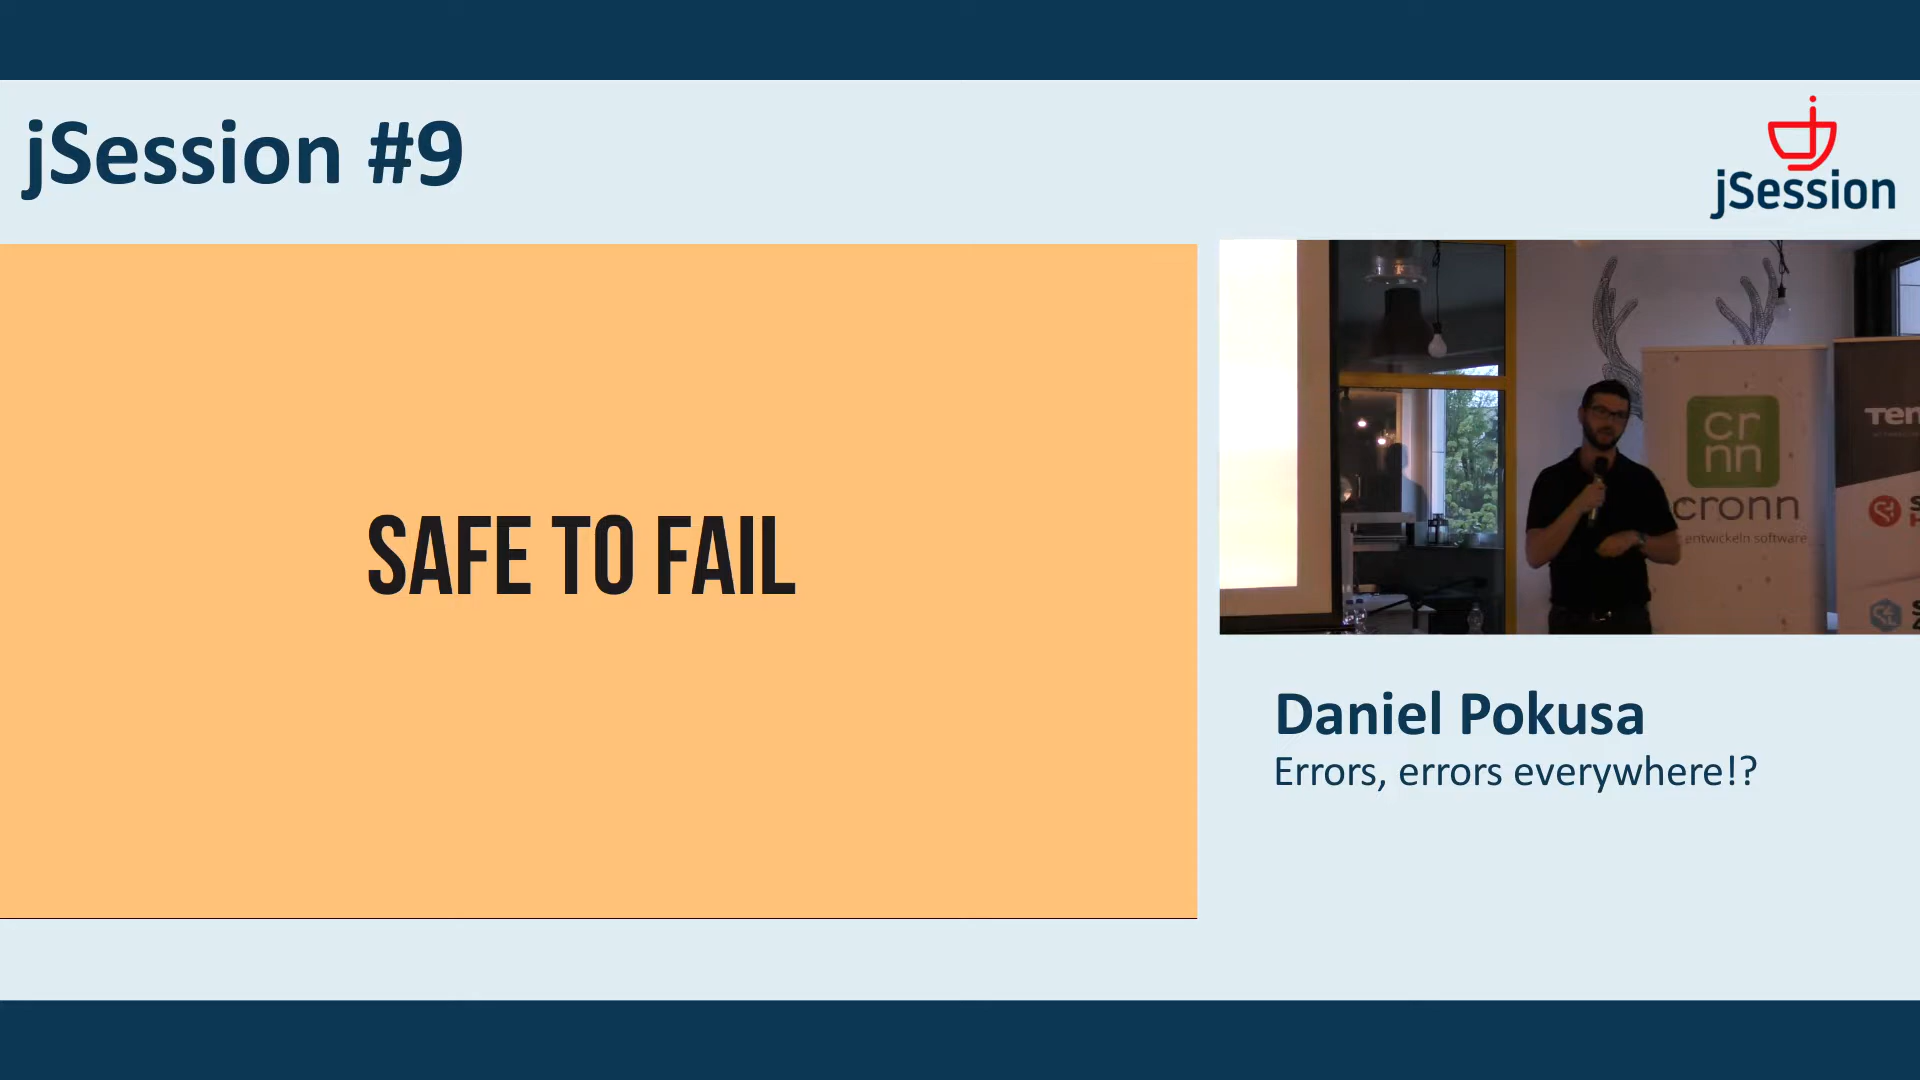 jSession #9
jSession
SAFE TO FAIL
cr
nn
cronn
entwickeln software
Daniel Pokusa
Errors, errors everywhere!?